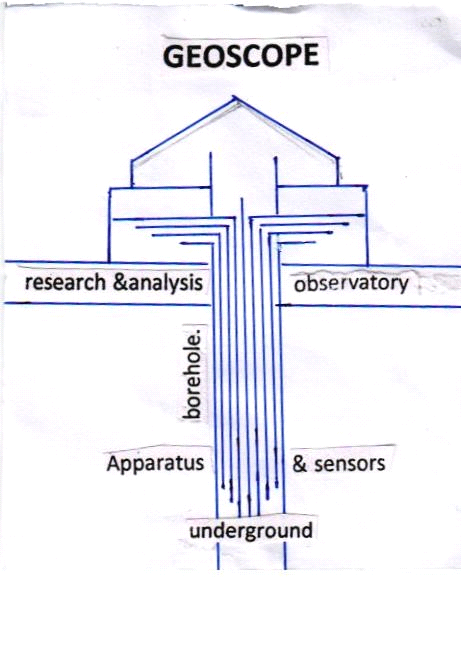 GEOSCOPE
research &analysis
observatory
borehole.
Apparatus
& sensors
underground